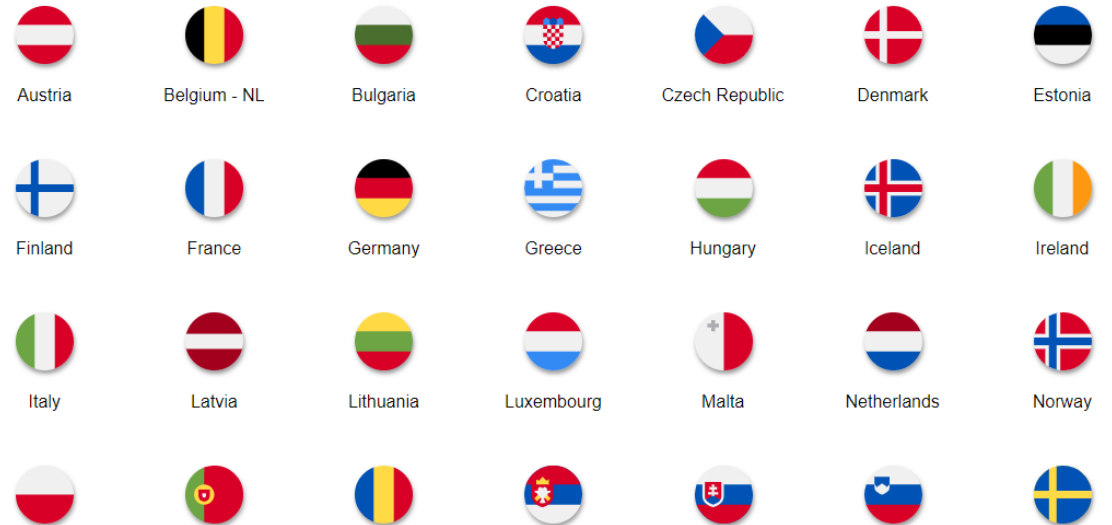 Austria
Belgium - NL
Bulgaria
Croatia
Czech Republic
Denmark
Estonia
Finland
France
Germany
Greece
Hungary
Iceland
Ireland
Italy
Latvia
Lithuania
Luxembourg
Malta
Netherlands
Norway